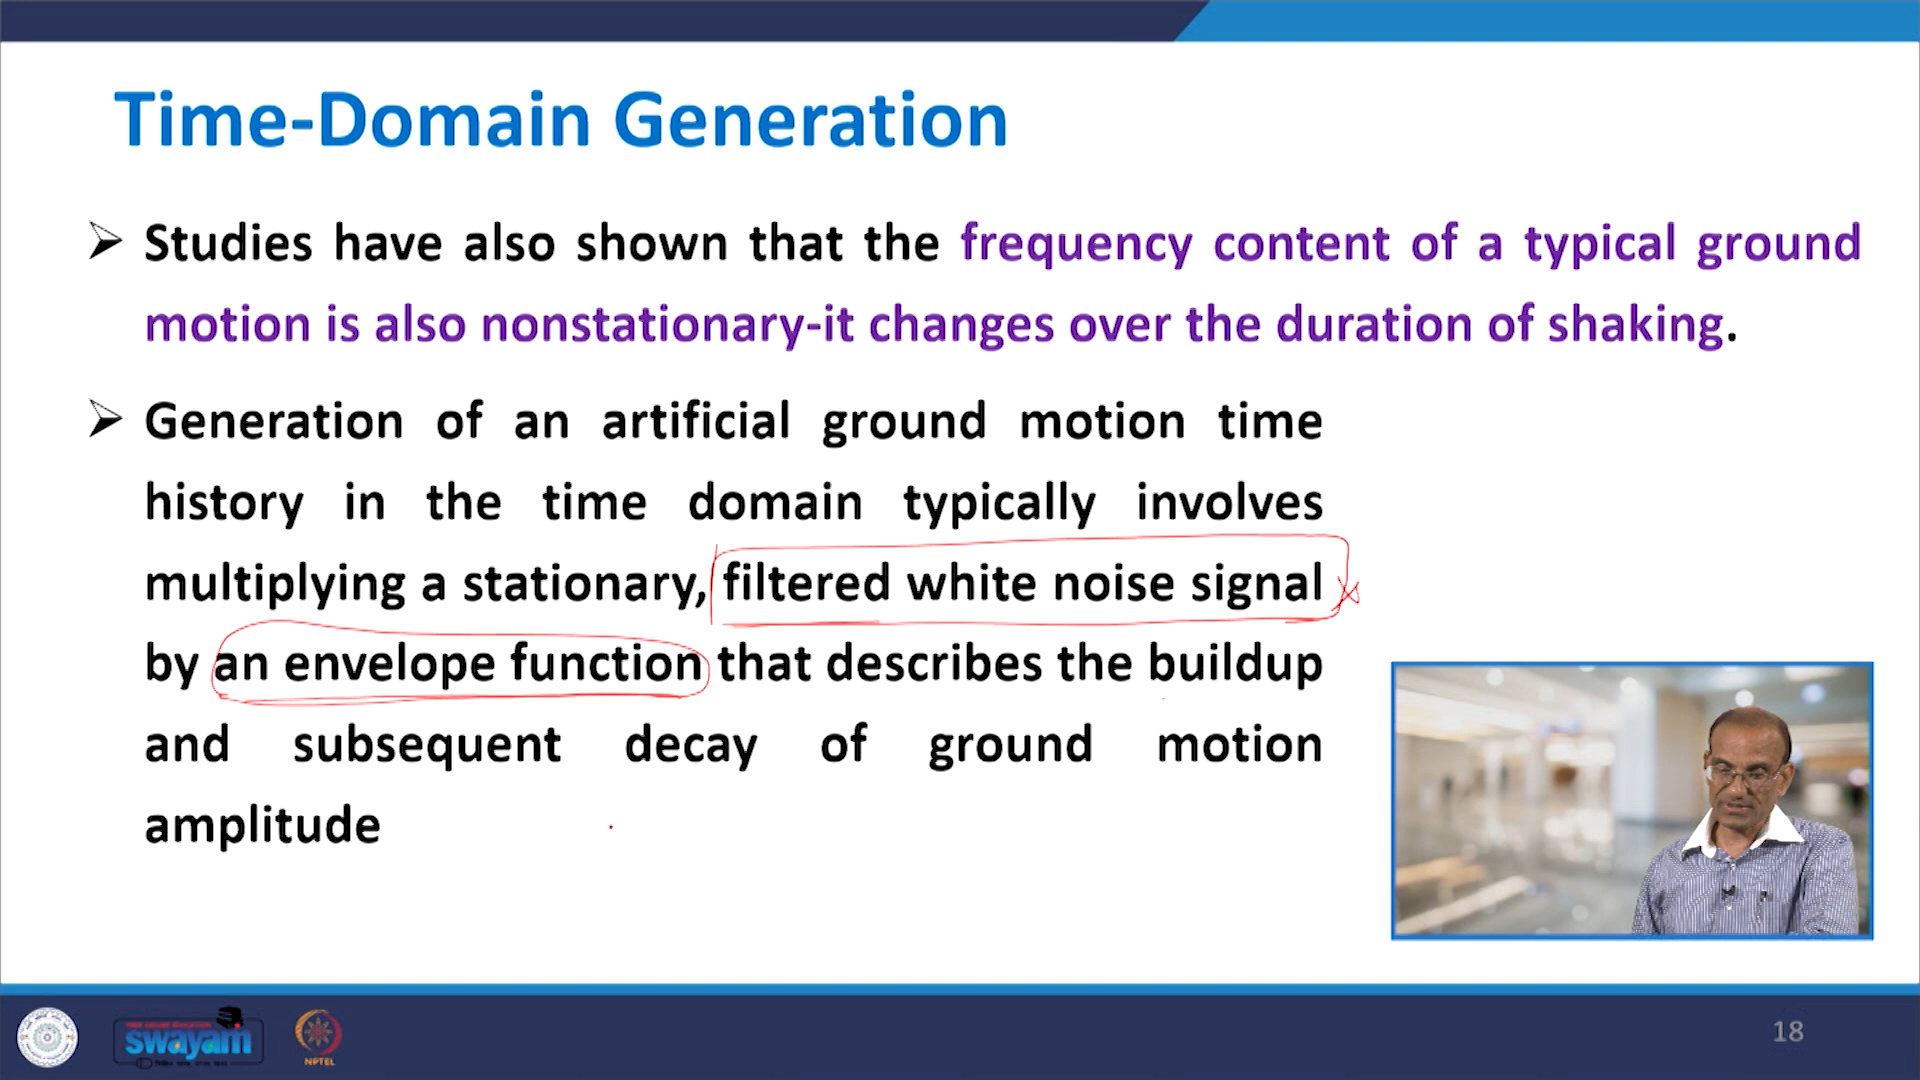 Time-Domain Generation
Studies have also shown that the frequency content of a typical ground
motion is also nonstationary-it changes over the duration of shaking.
Generation of an artificial ground motion time
history in the time domain typically involves
multiplying a stationary, filtered white noise signal
by an envelope function that describes the buildup
and subsequent decay of ground motion
amplitude
swayam
NPTEL
18